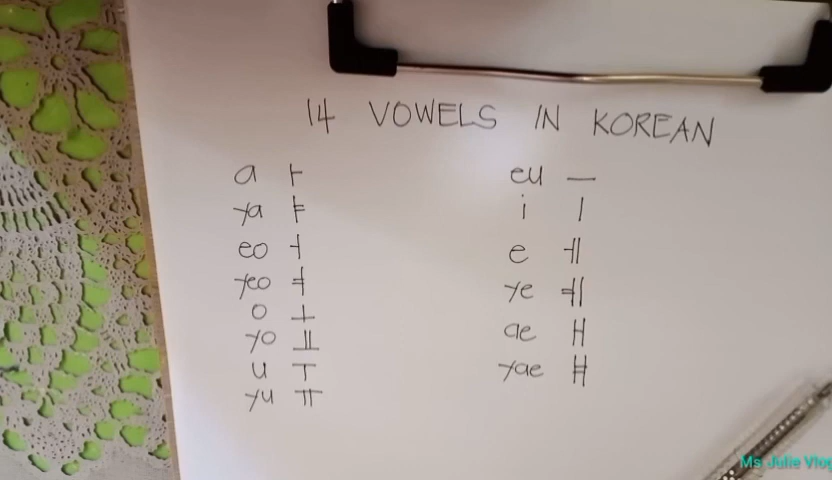 14 VOWELS IN KOREAN
a ㅏ
ya ㅑ
eo ㅓ
yeo ㅕ
o ㅗ
yo ㅛ
u ㅜ
yu ㅠ
eu ㅡ
i ㅣ
e ㅔ
ye ㅖ
ae ㅐ
yae ㅒ
Ms Julie Vlog